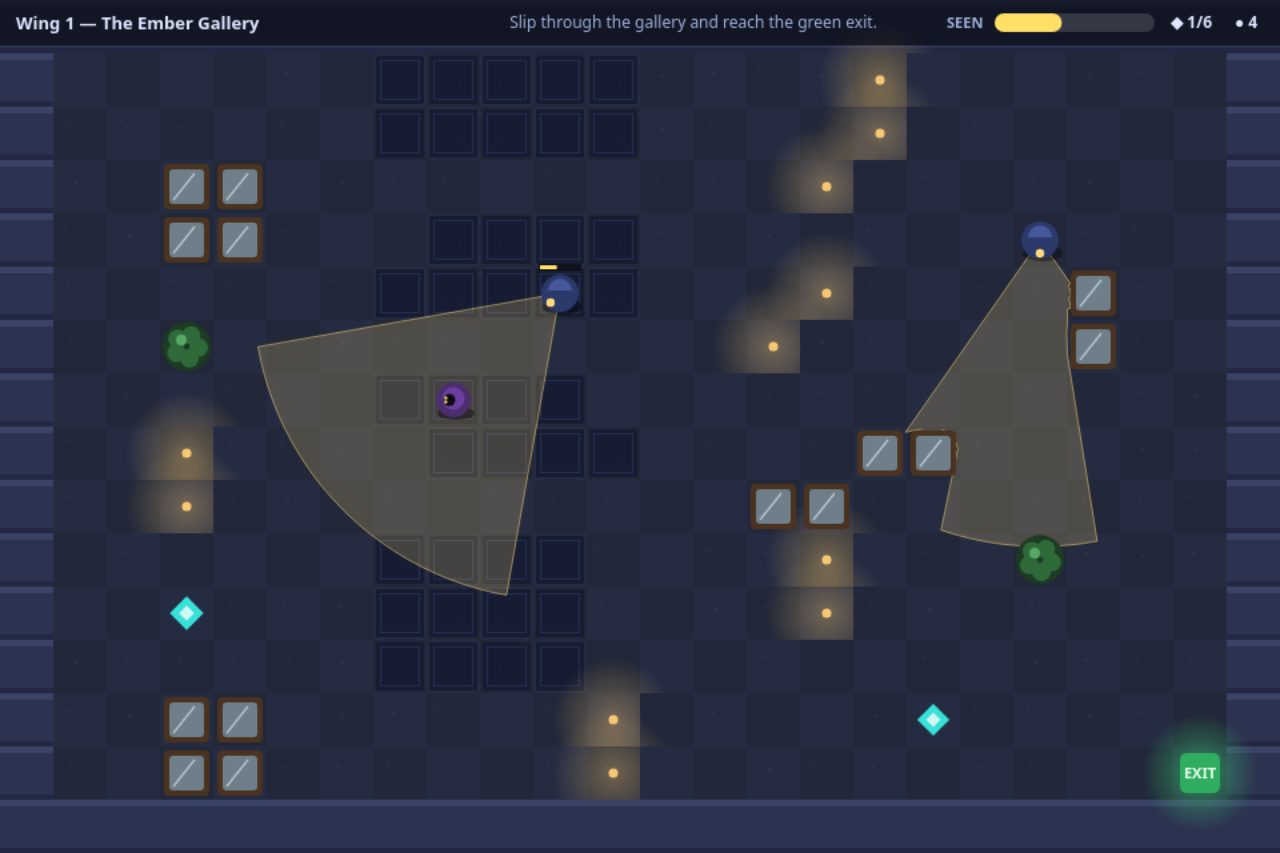 Wing 1 — The Ember Gallery
Slip through the gallery and reach the green exit.
SEEN
◆ 1/6
● 4
EXIT